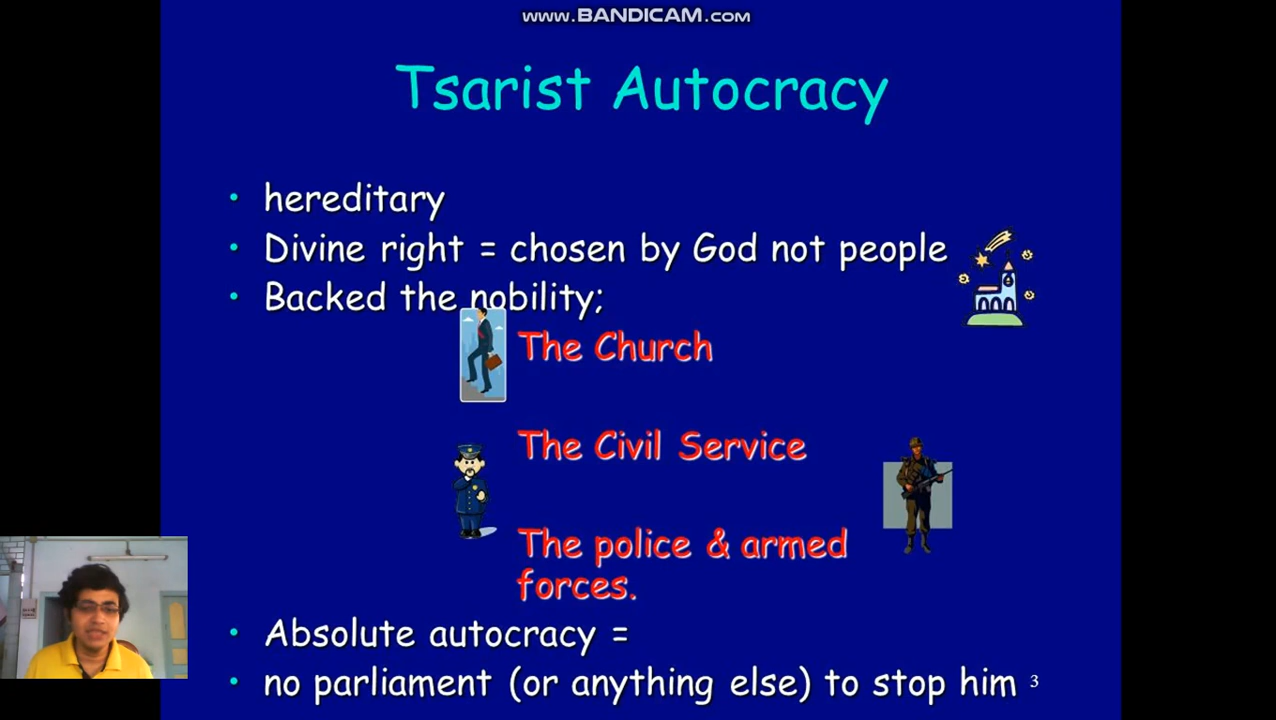 www.BANDICAM.com
Tsarist Autocracy
• hereditary
• Divine right = chosen by God not people
• Backed the nobility;
The Church
The Civil Service
The police & armed
forces.
• Absolute autocracy =
• no parliament (or anything else) to stop him
3